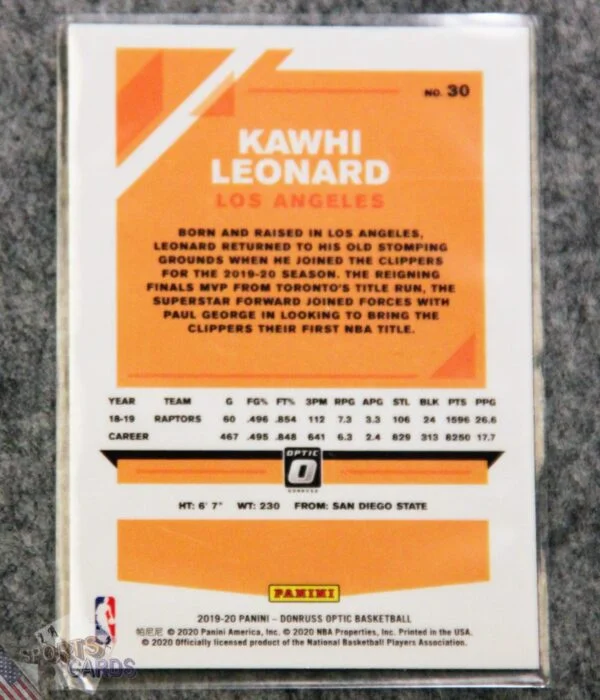 NO. 30
KAWHI
LEONARD
LOS ANGELES
BORN AND RAISED IN LOS ANGELES,
LEONARD RETURNED TO HIS OLD STOMPING
GROUNDS WHEN HE JOINED THE CLIPPERS
FOR THE 2019-20 SEASON. THE REIGNING
FINALS MVP FROM TORONTO'S TITLE RUN, THE
SUPERSTAR FORWARD JOINED FORCES WITH
PAUL GEORGE IN LOOKING TO BRING THE
CLIPPERS THEIR FIRST NBA TITLE.
YEAR TEAM G FG% FT% 3PM RPG APG STL BLK PTS PPG
18-19 RAPTORS 60 .496 .854 112 7.3 3.3 106 24 1596 26.6
CAREER 467 .495 .848 641 6.3 2.4 829 313 8250 17.7
OPTIC
O
DONRUSS
HT: 6' 7" WT: 230 FROM: SAN DIEGO STATE
PANINI
2019-20 PANINI – DONRUSS OPTIC BASKETBALL
帕尼尼 © 2020 Panini America, Inc. © 2020 NBA Properties, Inc. Printed in the USA.
© 2020 Officially licensed product of the National Basketball Players Association.
SPORTS
CARDS